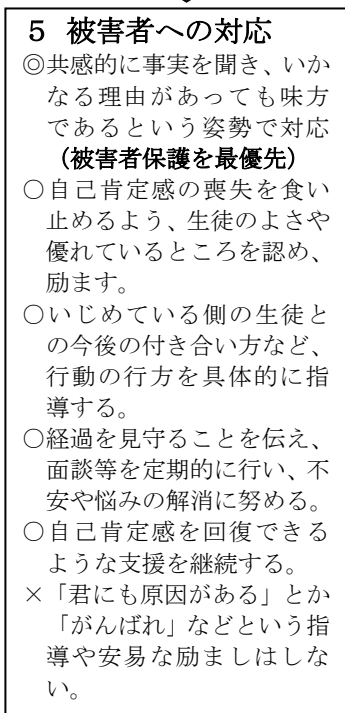 5 被害者への対応
◎共感的に事実を聞き、いか
なる理由があっても味方
であるという姿勢で対応
(被害者保護を最優先)
○自己肯定感の喪失を食い
止めるよう、生徒のよさや
優れているところを認め、
励ます。
○いじめている側の生徒と
の今後の付き合い方など、
行動の行方を具体的に指
導する。
○経過を見守ることを伝え、
面談等を定期的に行い、不
安や悩みの解消に努める。
○自己肯定感を回復できる
ような支援を継続する。
×「君にも原因がある」とか
「がんばれ」などという指
導や安易な励ましはしな
い。